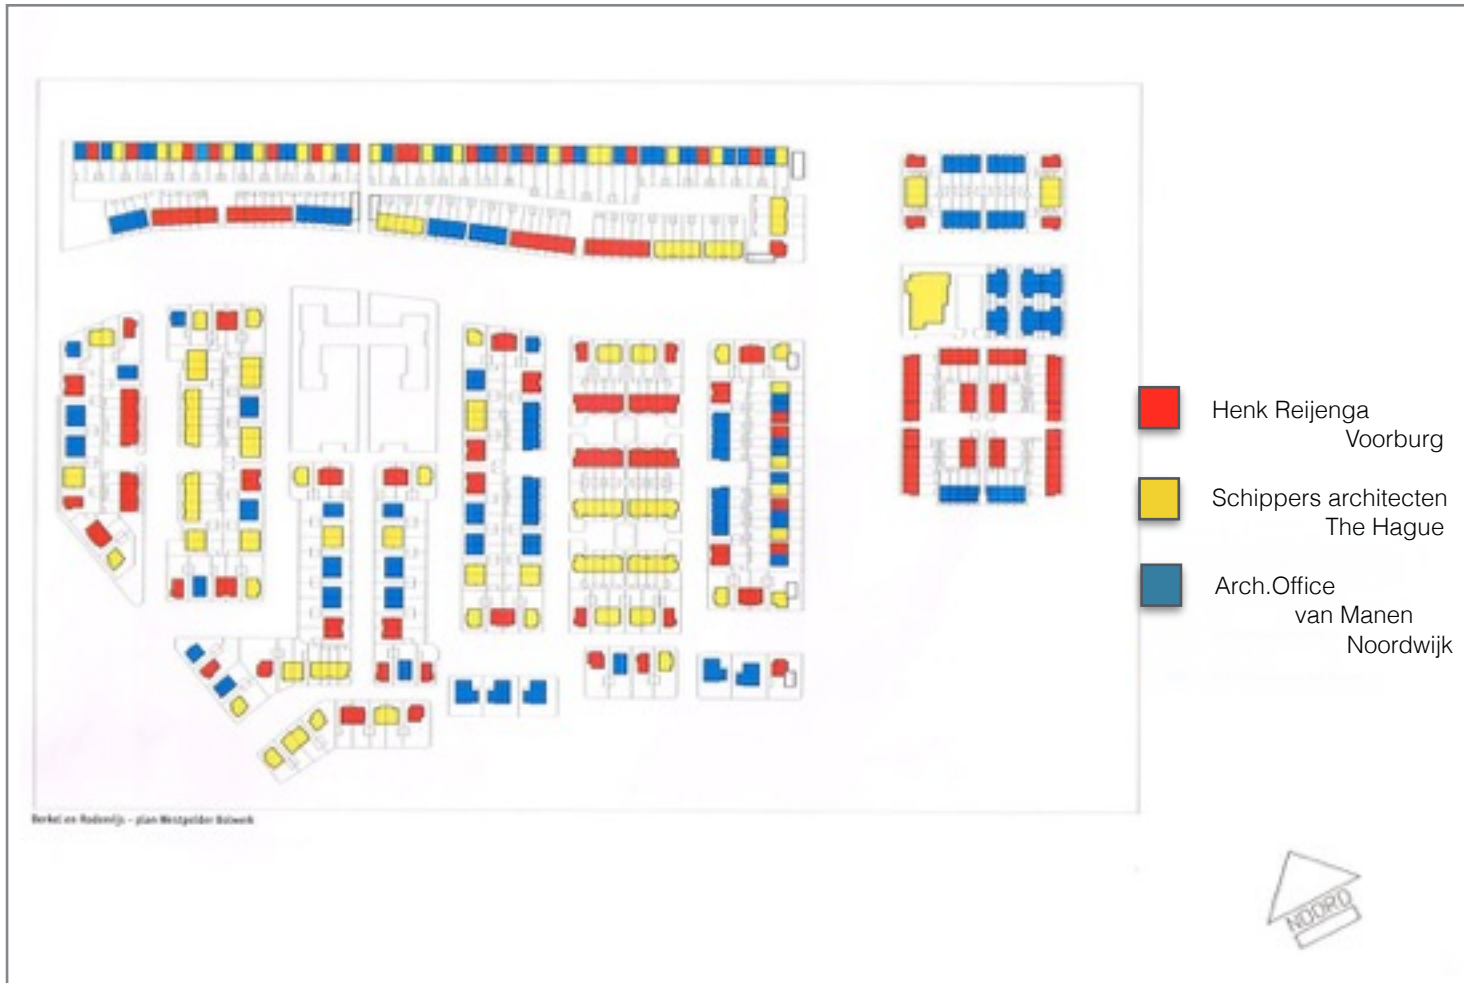 Henk Reijenga
Voorburg
Schippers architecten
The Hague
Arch.Office
van Manen
Noordwijk
Berkel en Rodenrijs - plan Westpolder Bolwerk
NOORD